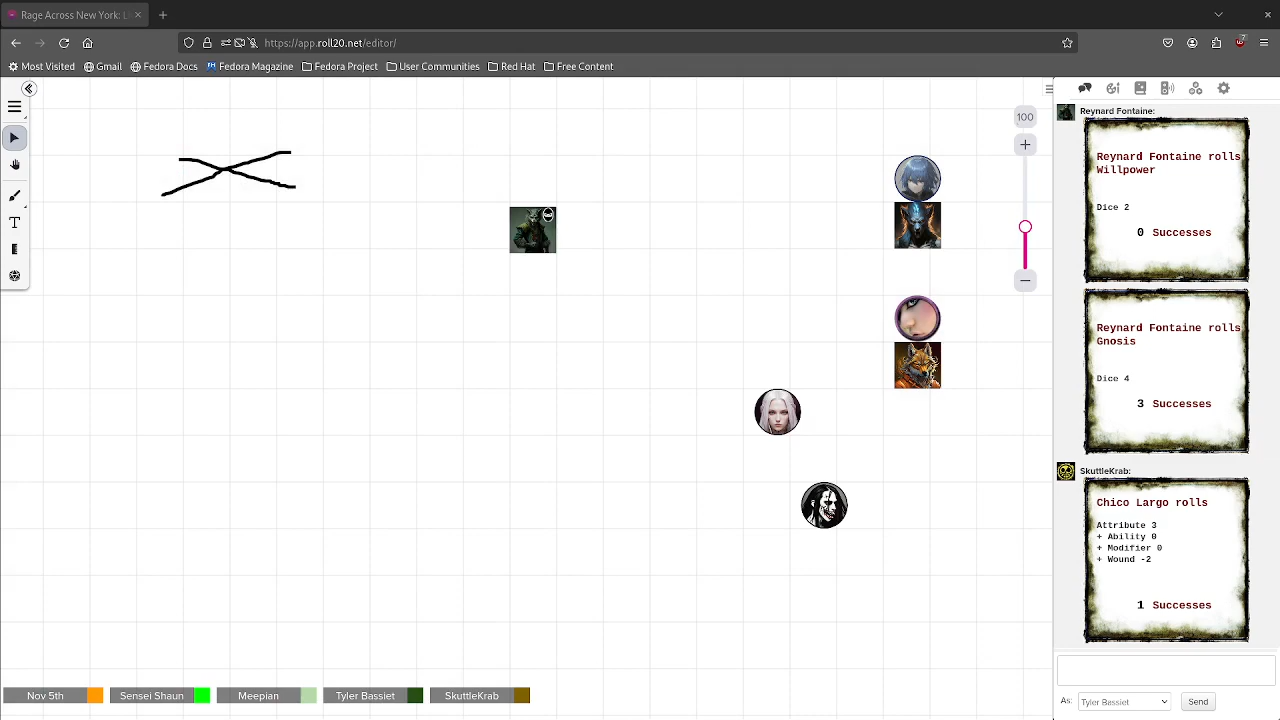 Rage Across New York: Li
https://app.roll20.net/editor/
7
Most Visited
Gmail
Fedora Docs
Fedora Magazine
Fedora Project
User Communities
Red Hat
Free Content
100
Reynard Fontaine:
Reynard Fontaine rolls
Willpower
Dice 2
0 Successes
Reynard Fontaine rolls
Gnosis
Dice 4
3 Successes
SkuttleKrab:
Chico Largo rolls
Attribute 3
+ Ability 0
+ Modifier 0
+ Wound -2
1 Successes
As:
Tyler Bassiet
Send
Nov 5th
Sensei Shaun
Meepian
Tyler Bassiet
SkuttleKrab